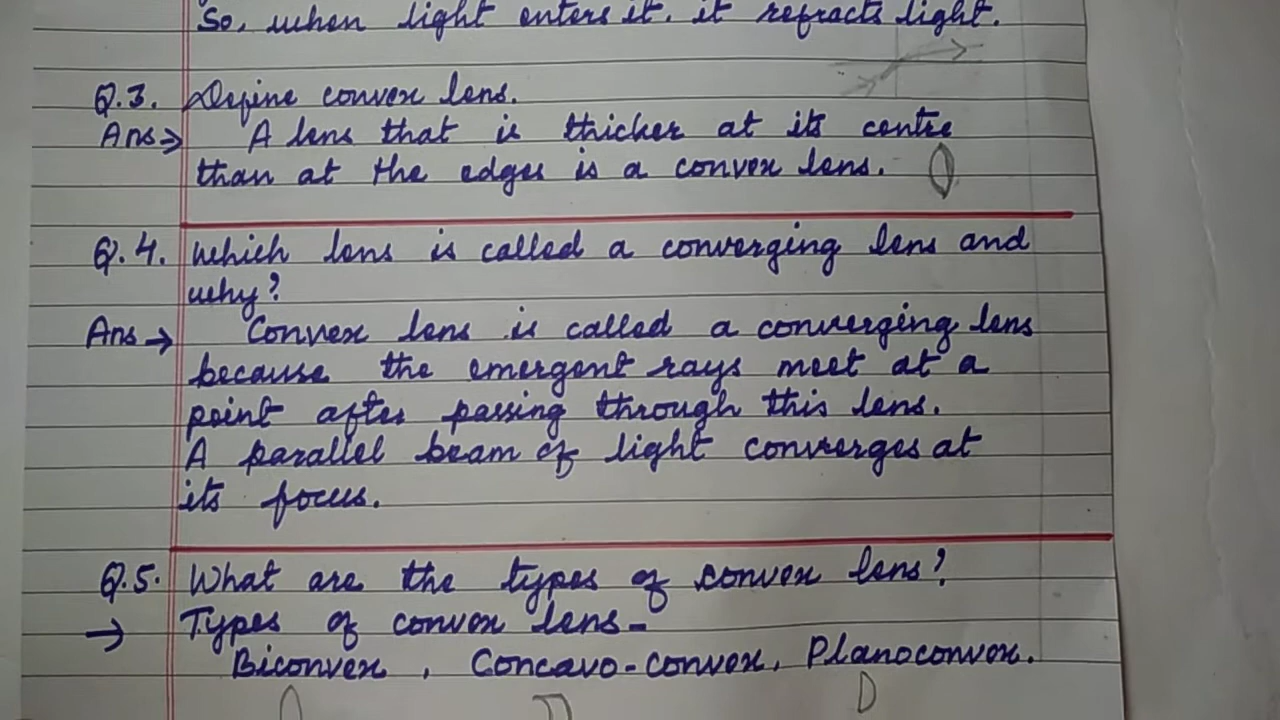 So, when light enters it, it refracts light.
Q.3. Define convex lens.
Ans⇒ A lens that is thicker at its centre
than at the edges is a convex lens.
Q.4. Which lens is called a converging lens and
why?
Ans → Convex lens is called a converging lens
because the emergent rays meet at a
point after passing through this lens.
A parallel beam of light converges at
its focus.
Q.5. What are the types of convex lens?
→ Types of convex lens-
Biconvex, Concavo-convex, Planoconvex.